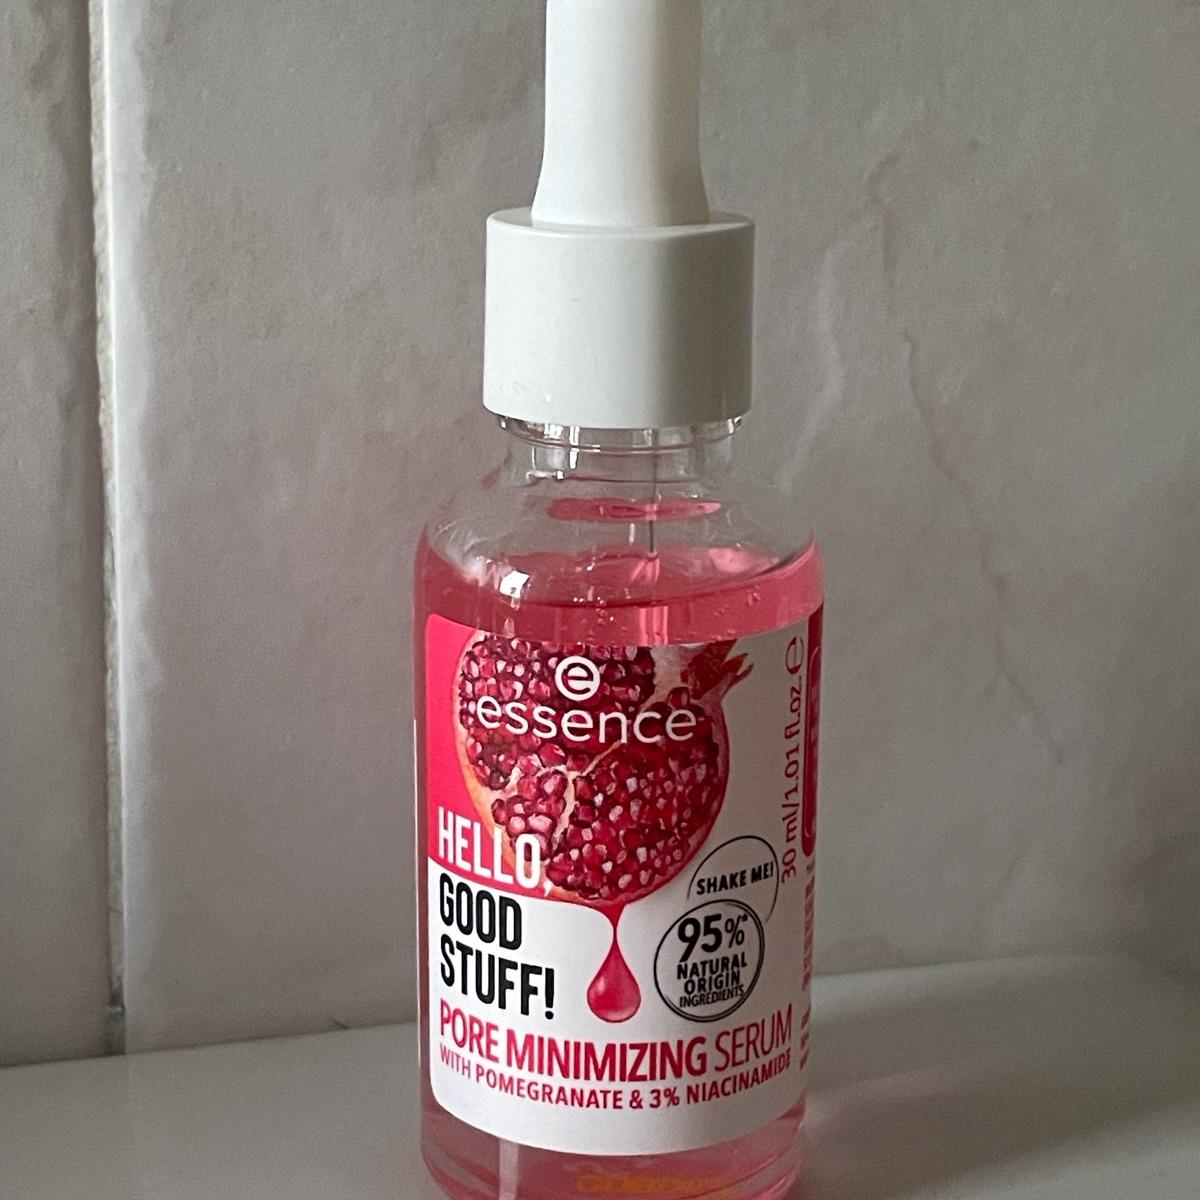 e
essence
HELLO,
GOOD
STUFF!
PORE MINIMIZING SERUM
WITH POMEGRANATE & 3% NIACINAMIDE
SHAKE ME!
95%*
NATURAL
ORIGIN
INGREDIENTS
30 ml/1.01 fl.oz. ℮